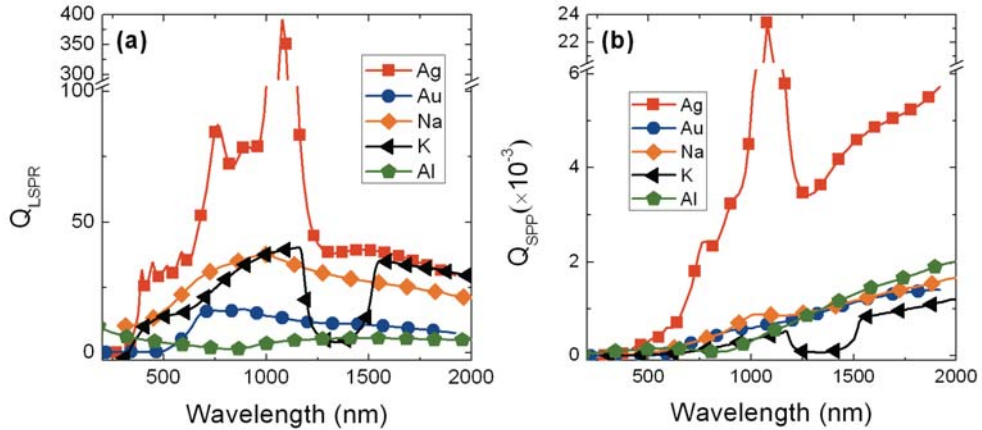 (a)
400
350
300
100
50
0
Q_LSPR
Ag
Au
Na
K
Al
500 1000 1500 2000
Wavelength (nm)
(b)
24
22
6
4
2
0
Q_SPP (×10^-3)
Ag
Au
Na
K
Al
500 1000 1500 2000
Wavelength (nm)